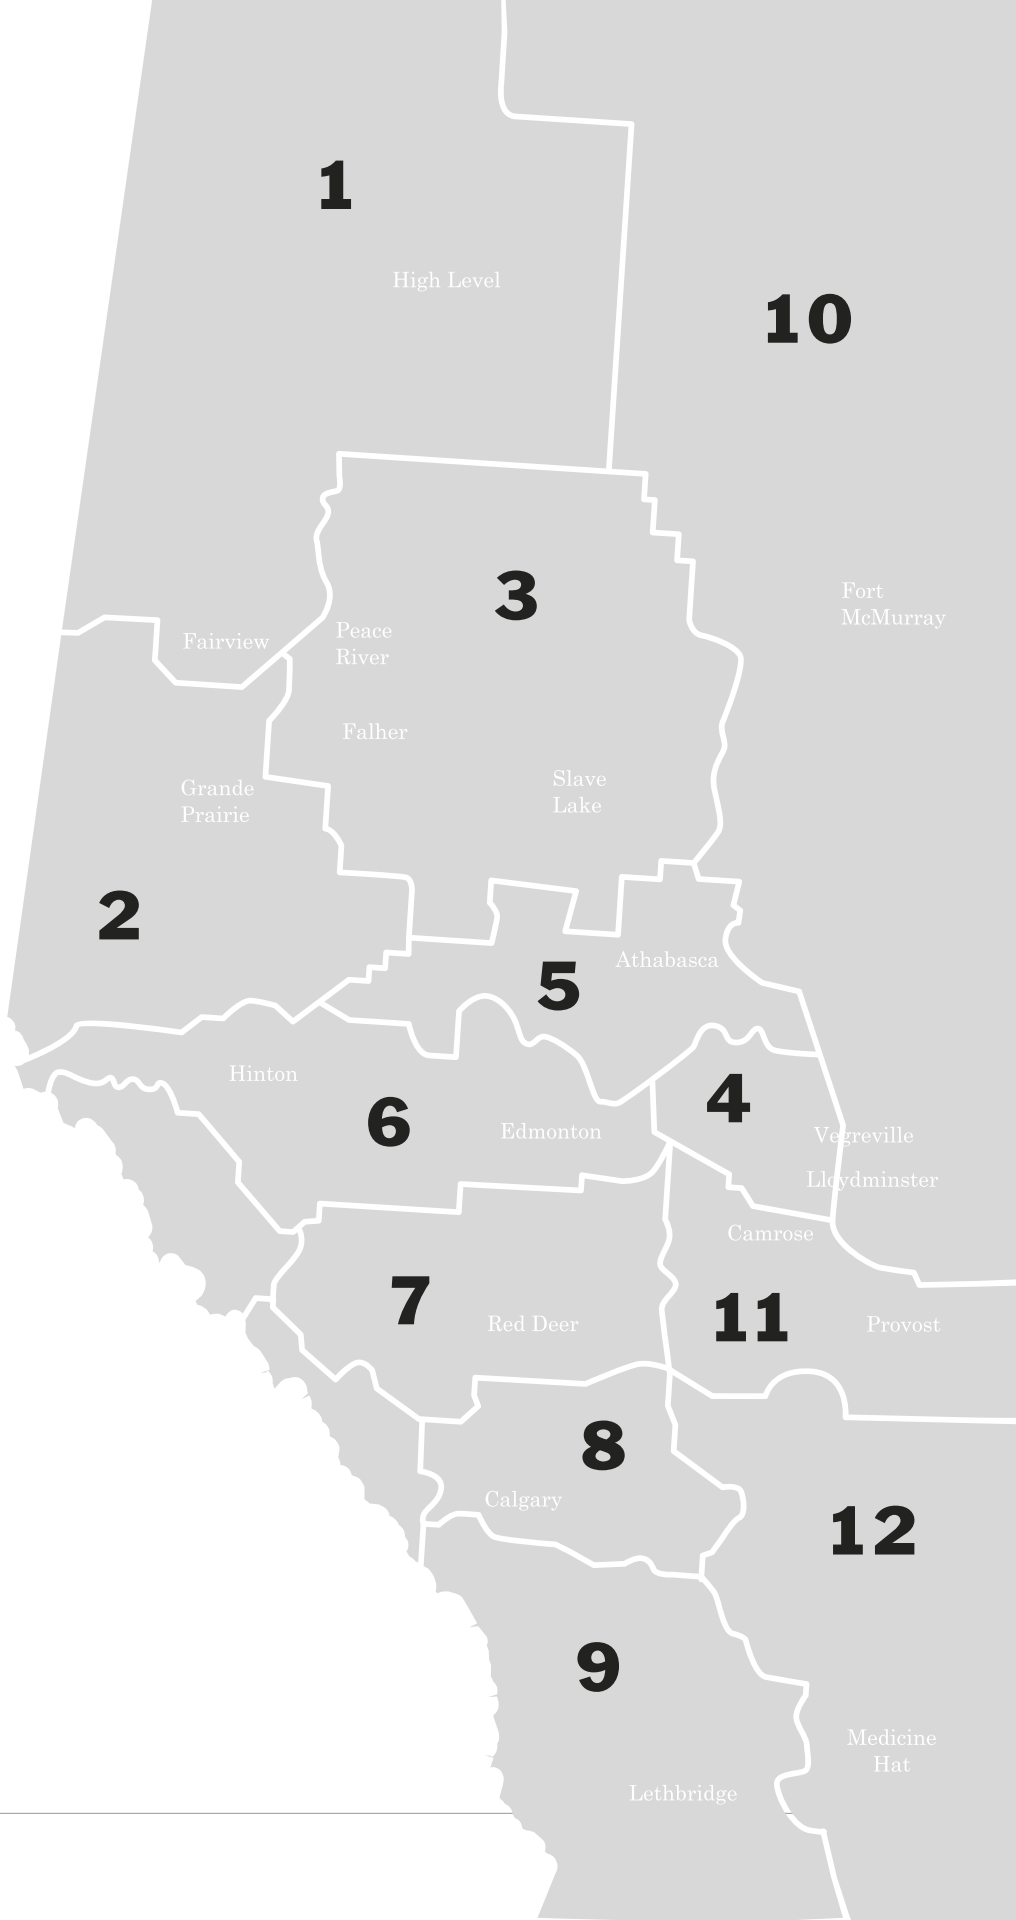 1
High Level
10
3
Fort
McMurray
Peace
River
Fairview
Falher
Slave
Lake
Grande
Prairie
2
Athabasca
5
Hinton
4
6
Edmonton
Vegreville
Lloydminster
Camrose
7
11
Red Deer
Provost
8
Calgary
12
9
Medicine
Hat
Lethbridge